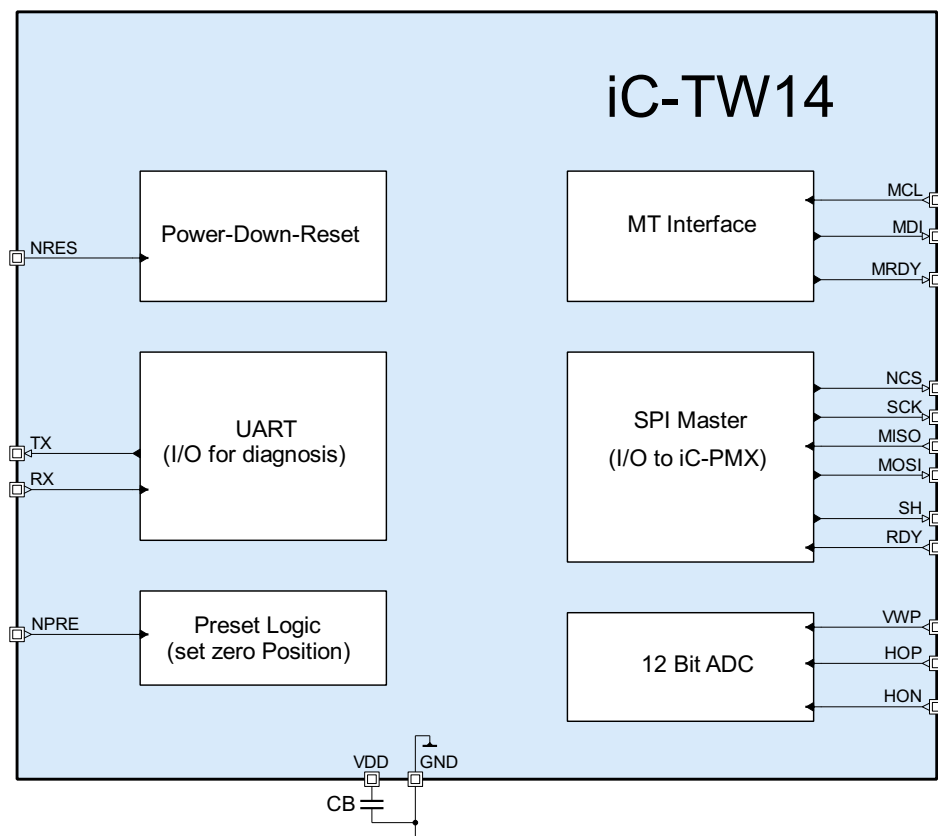 iC-TW14
Power-Down-Reset
NRES
MT Interface
MCL
MDI
MRDY
UART
(I/O for diagnosis)
TX
RX
SPI Master
(I/O to iC-PMX)
NCS
SCK
MISO
MOSI
SH
RDY
Preset Logic
(set zero Position)
NPRE
12 Bit ADC
VWP
HOP
HON
VDD
GND
CB